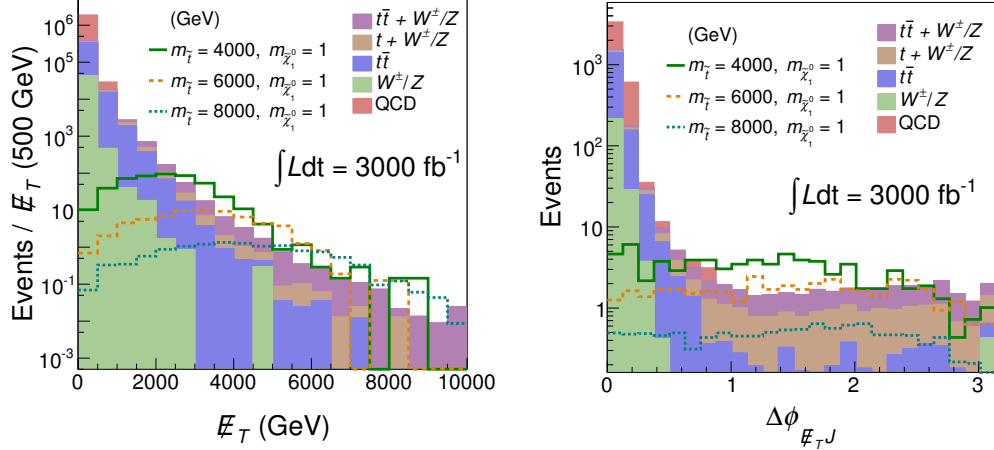 (GeV)
m_t̃ = 4000, m_χ̃₁⁰ = 1
m_t̃ = 6000, m_χ̃₁⁰ = 1
m_t̃ = 8000, m_χ̃₁⁰ = 1
tt̄ + W±/Z
t + W±/Z
tt̄
W±/Z
QCD
∫Ldt = 3000 fb⁻¹
Events / E̸_T (500 GeV)
10⁶
10⁵
10³
10
10⁻¹
10⁻³
0 2000 4000 6000 8000 10000
E̸_T (GeV)
(GeV)
m_t̃ = 4000, m_χ̃₁⁰ = 1
m_t̃ = 6000, m_χ̃₁⁰ = 1
m_t̃ = 8000, m_χ̃₁⁰ = 1
tt̄ + W±/Z
t + W±/Z
tt̄
W±/Z
QCD
∫Ldt = 3000 fb⁻¹
Events
10³
10²
10
1
0 1 2 3
Δϕ_E̸_T J